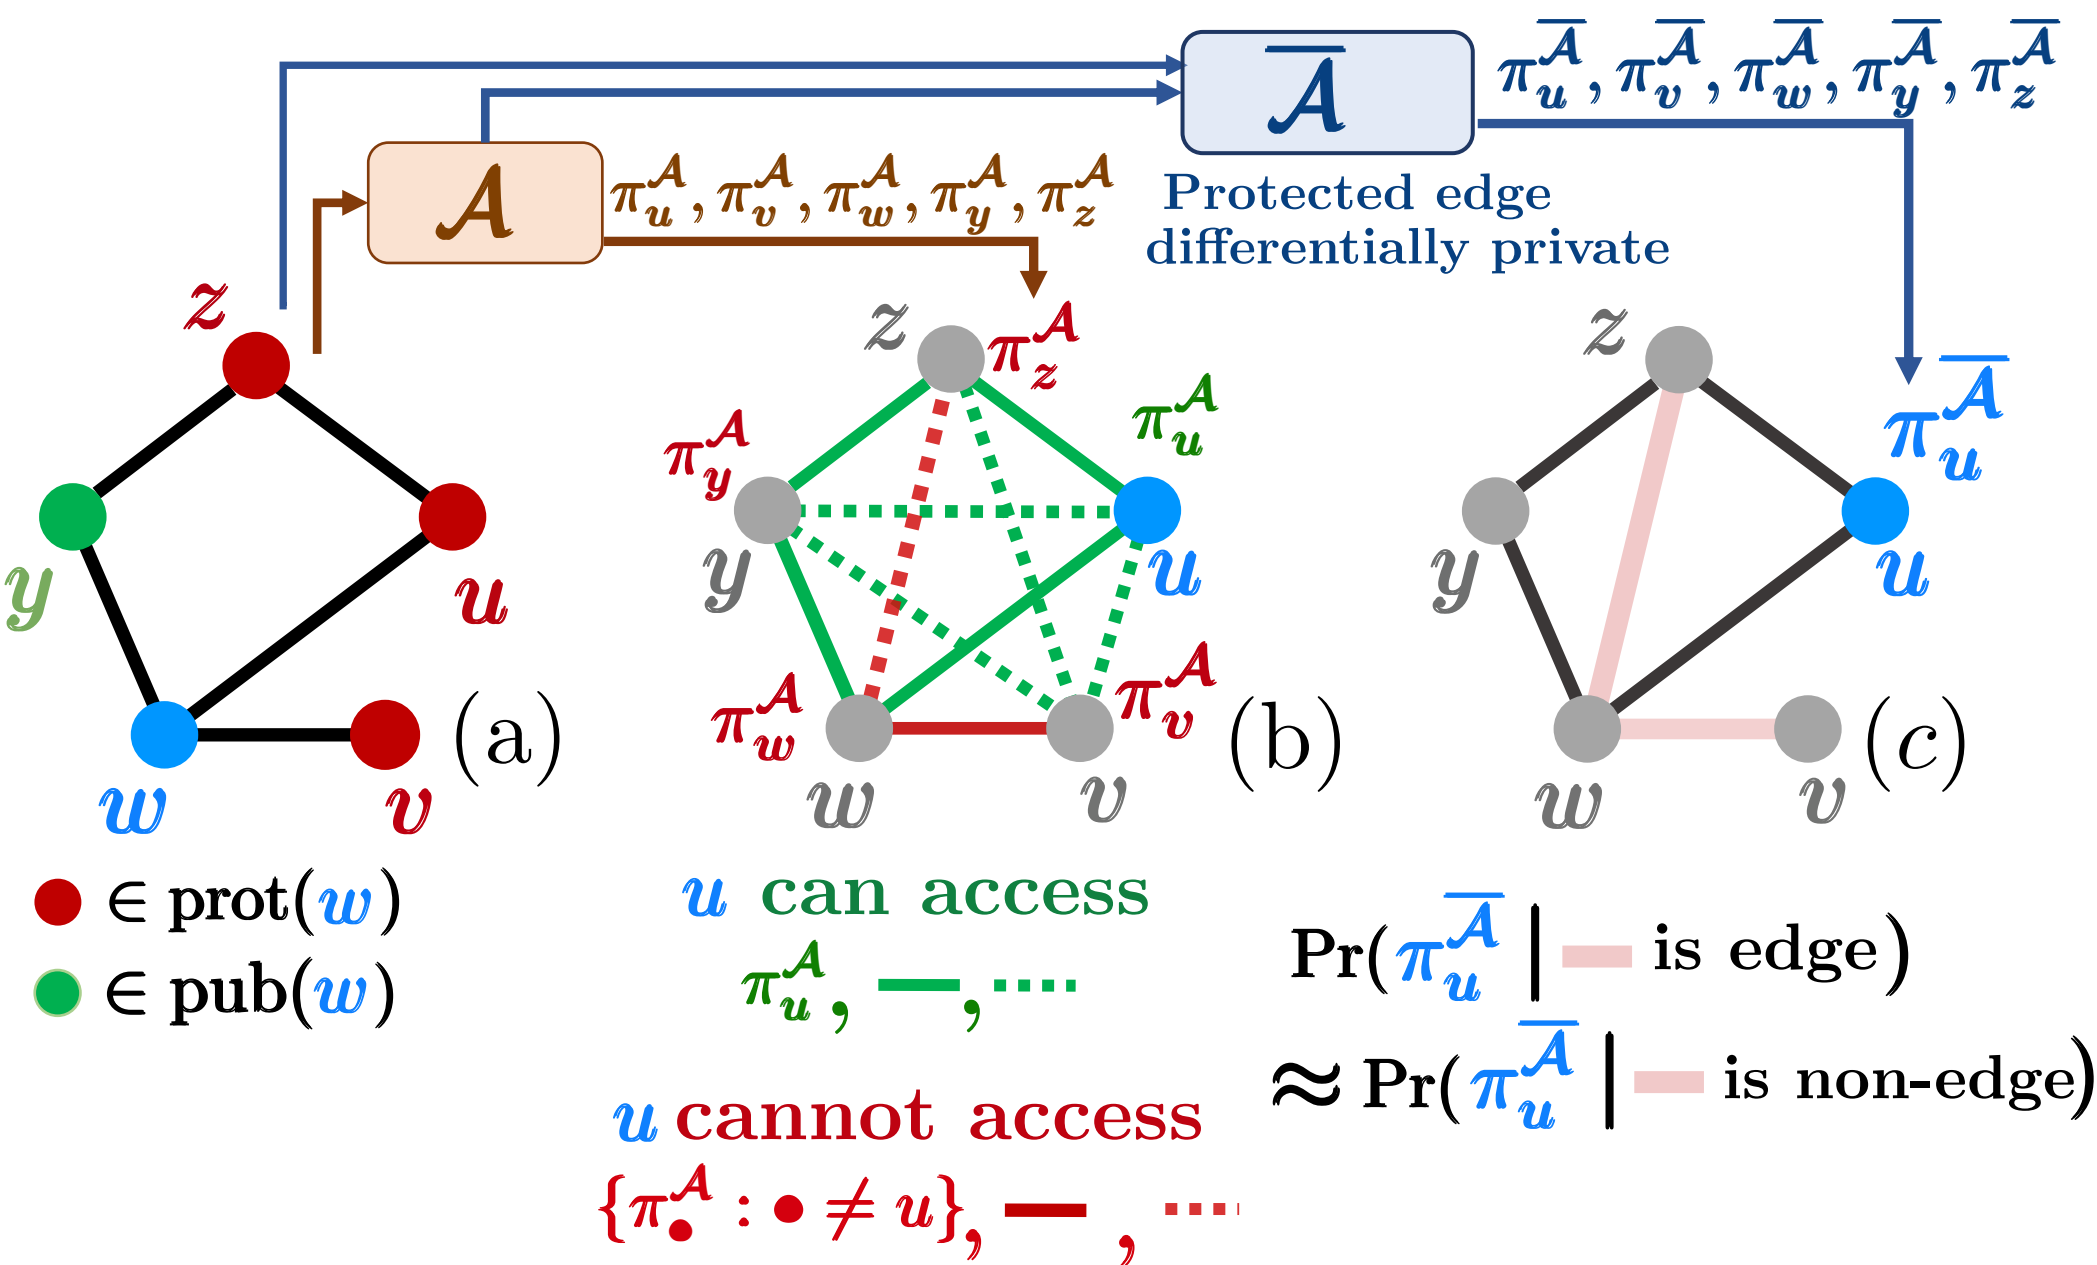 𝒜̅
π_u^𝒜̅, π_v^𝒜̅, π_w^𝒜̅, π_y^𝒜̅, π_z^𝒜̅
𝒜
π_u^𝒜, π_v^𝒜, π_w^𝒜, π_y^𝒜, π_z^𝒜
Protected edge
differentially private
z
y
u
w
v
(a)
z
π_z^𝒜
π_u^𝒜
π_y^𝒜
y
u
π_w^𝒜
π_v^𝒜
w
v
(b)
z
π_u^𝒜̅
y
u
w
v
(c)
∈ prot(w)
∈ pub(w)
u can access
π_u^𝒜, ,
u cannot access
{π_•^𝒜 : • ≠ u}, ,
Pr(π_u^𝒜̅ | is edge)
≈ Pr(π_u^𝒜̅ | is non-edge)